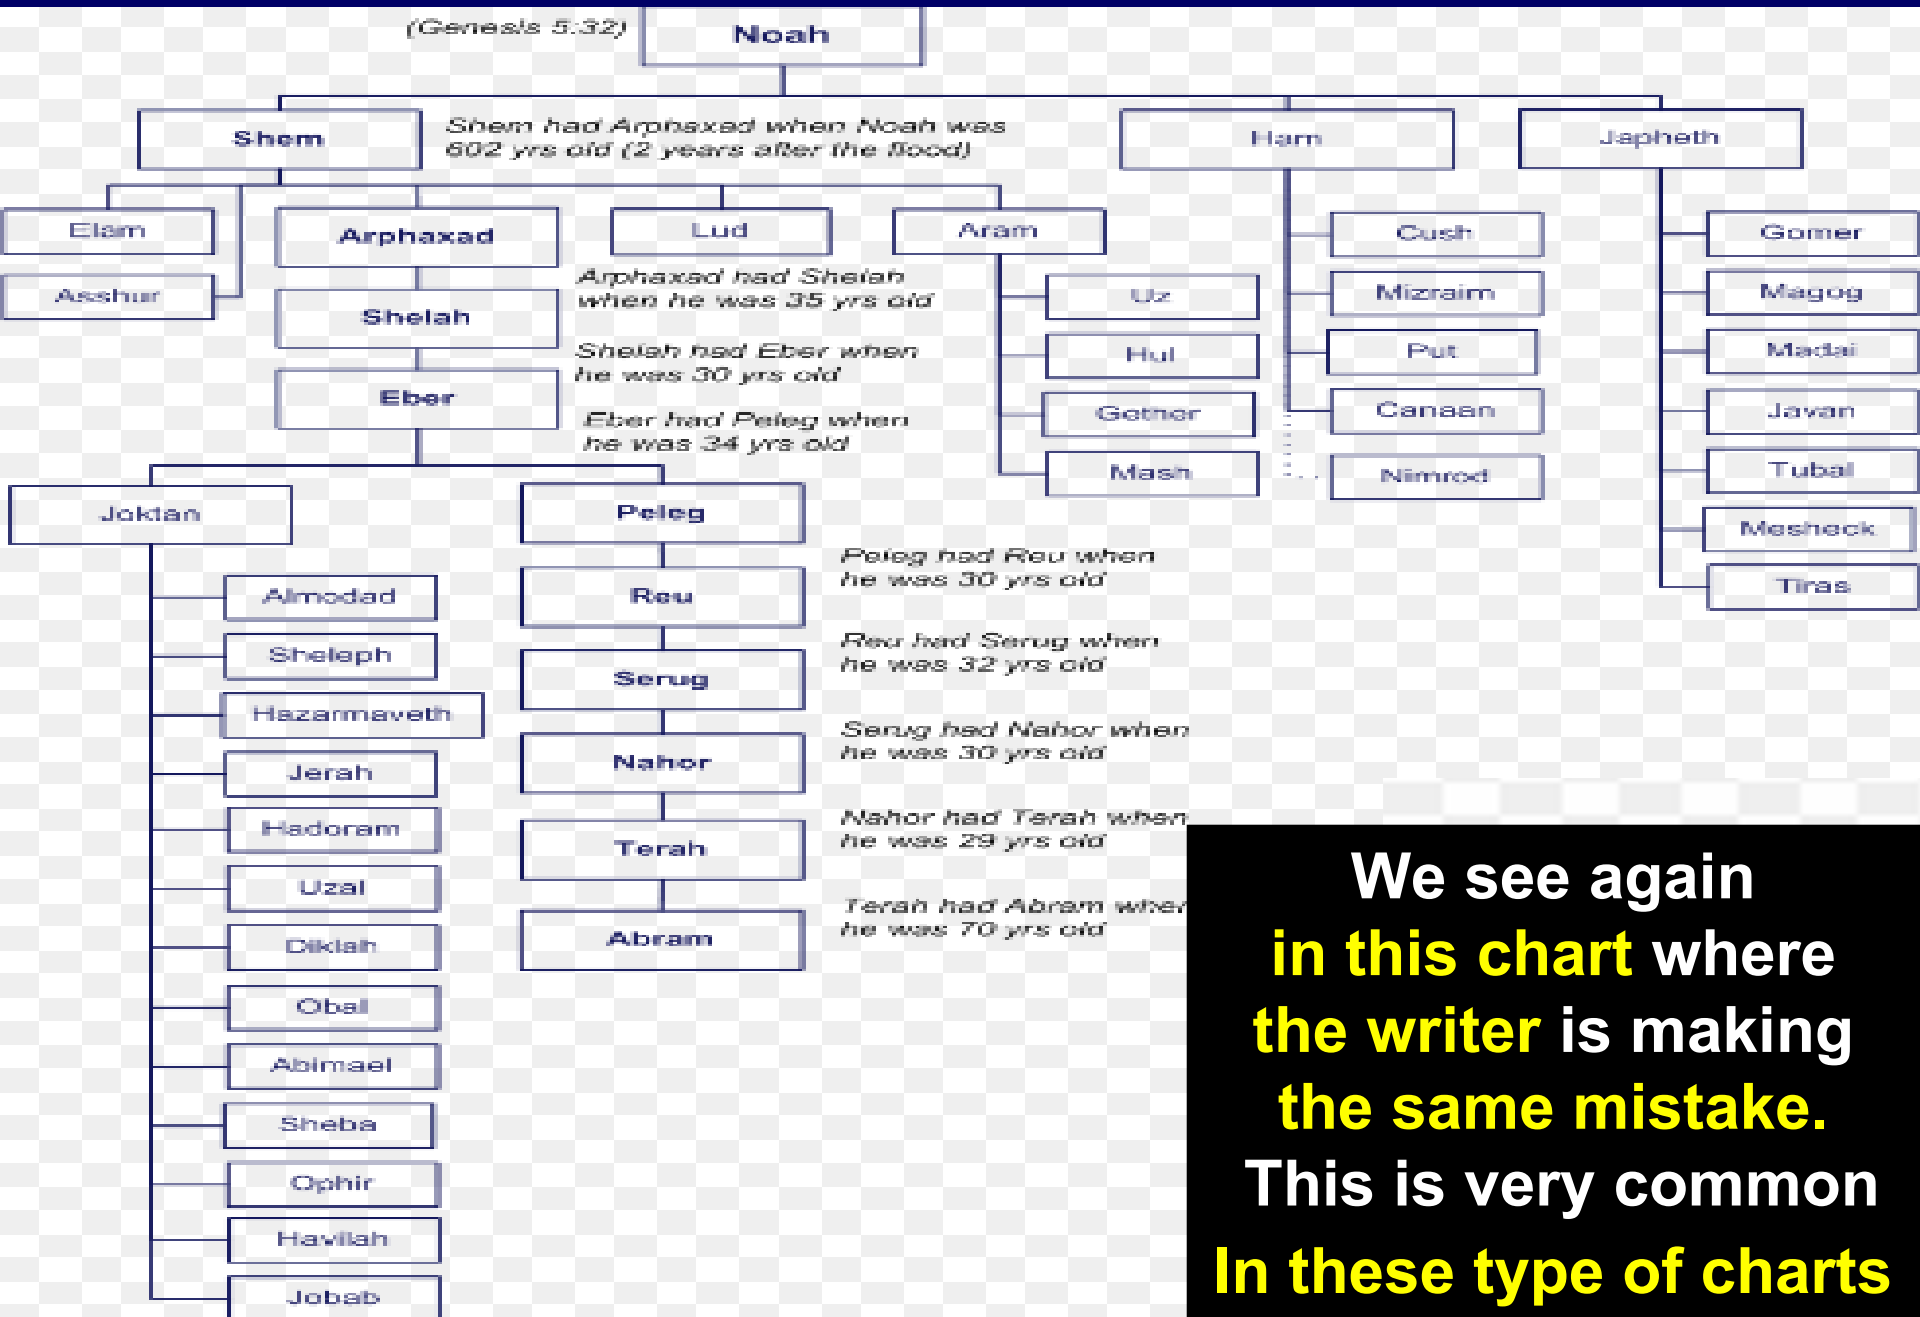 (Genesis 5:32)
Noah
Shem
Shem had Arphaxad when Noah was
602 yrs old (2 years after the flood)
Ham
Japheth
Elam
Arphaxad
Lud
Aram
Cush
Gomer
Asshur
Arphaxad had Shelah
when he was 35 yrs old
Uz
Mizraim
Magog
Shelah
Shelah had Eber when
he was 30 yrs old
Hul
Put
Madai
Eber
Eber had Peleg when
he was 34 yrs old
Gether
Canaan
Javan
Mash
Nimrod
Tubal
Joktan
Peleg
Mesheck
Peleg had Reu when
he was 30 yrs old
Tiras
Almodad
Reu
Sheleph
Reu had Serug when
he was 32 yrs old
Serug
Hazarmaveth
Serug had Nahor when
he was 30 yrs old
Jerah
Nahor
Hadoram
Nahor had Terah when
he was 29 yrs old
Terah
Uzal
Terah had Abram when
he was 70 yrs old
Diklah
Abram
Obal
Abimael
Sheba
Ophir
Havilah
Jobab
We see again
in this chart where
the writer is making
the same mistake.
This is very common
In these type of charts